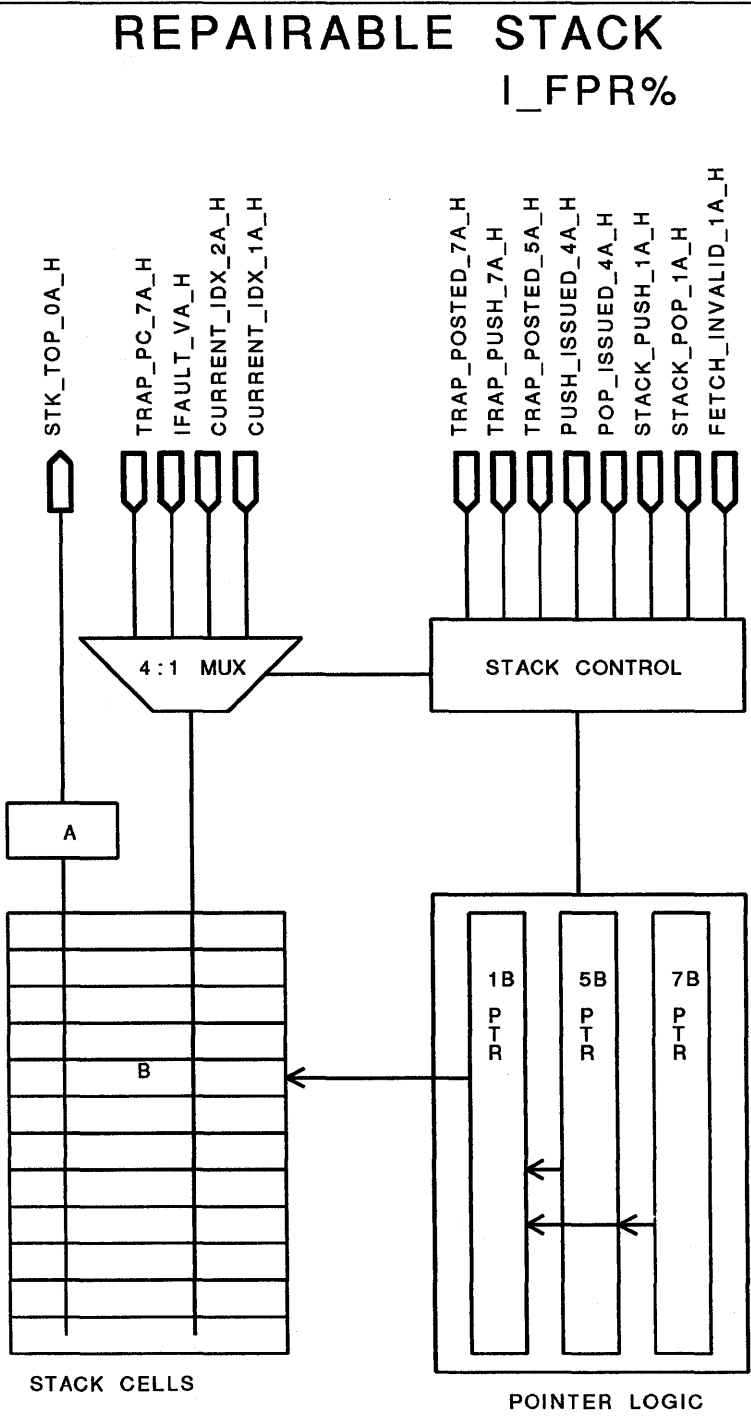 REPAIRABLE STACK
I_FPR%
STK_TOP_0A_H
TRAP_PC_7A_H
IFAULT_VA_H
CURRENT_IDX_2A_H
CURRENT_IDX_1A_H
TRAP_POSTED_7A_H
TRAP_PUSH_7A_H
TRAP_POSTED_5A_H
PUSH_ISSUED_4A_H
POP_ISSUED_4A_H
STACK_PUSH_1A_H
STACK_POP_1A_H
FETCH_INVALID_1A_H
4:1 MUX
STACK CONTROL
A
B
1B
PTR
5B
PTR
7B
PTR
STACK CELLS
POINTER LOGIC